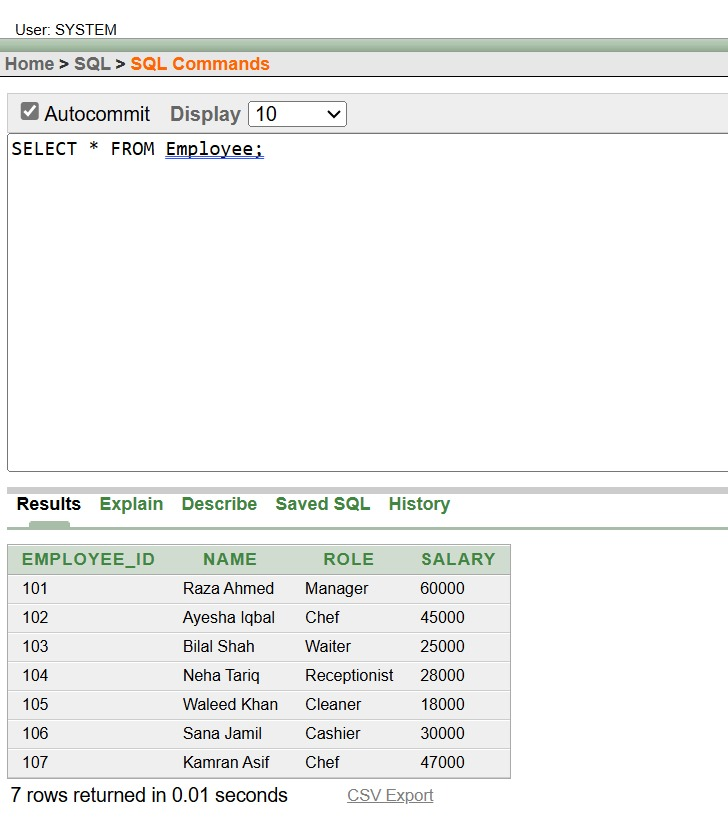 User: SYSTEM
Home > SQL > SQL Commands
Autocommit Display 10
SELECT * FROM Employee;
Results Explain Describe Saved SQL History
EMPLOYEE_ID NAME ROLE SALARY
101 Raza Ahmed Manager 60000
102 Ayesha Iqbal Chef 45000
103 Bilal Shah Waiter 25000
104 Neha Tariq Receptionist 28000
105 Waleed Khan Cleaner 18000
106 Sana Jamil Cashier 30000
107 Kamran Asif Chef 47000
7 rows returned in 0.01 seconds CSV Export